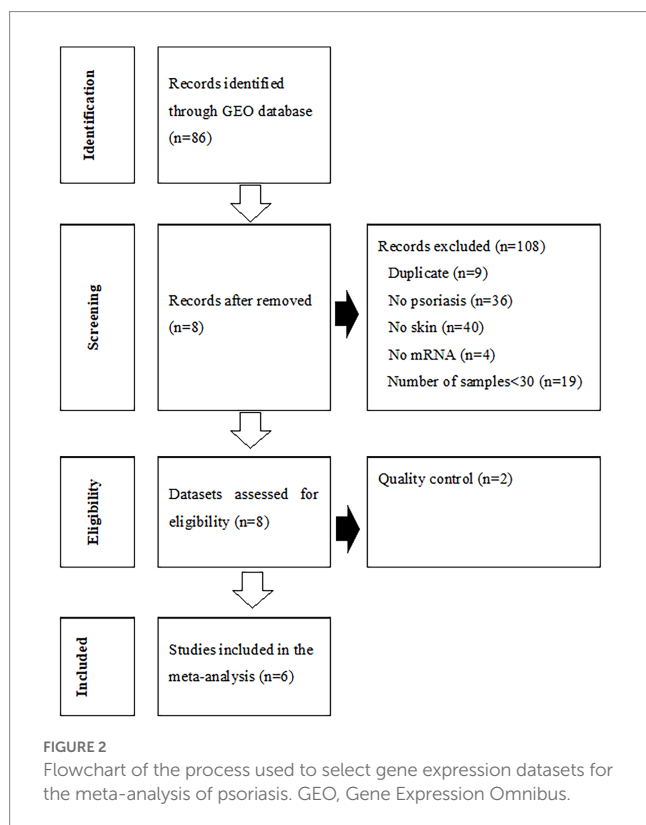 Identification
Records identified
through GEO database
(n=86)
Screening
Records after removed
(n=8)
Records excluded (n=108)
Duplicate (n=9)
No psoriasis (n=36)
No skin (n=40)
No mRNA (n=4)
Number of samples<30 (n=19)
Eligibility
Datasets assessed for
eligibility (n=8)
Quality control (n=2)
Included
Studies included in the
meta-analysis (n=6)
FIGURE 2
Flowchart of the process used to select gene expression datasets for
the meta-analysis of psoriasis. GEO, Gene Expression Omnibus.